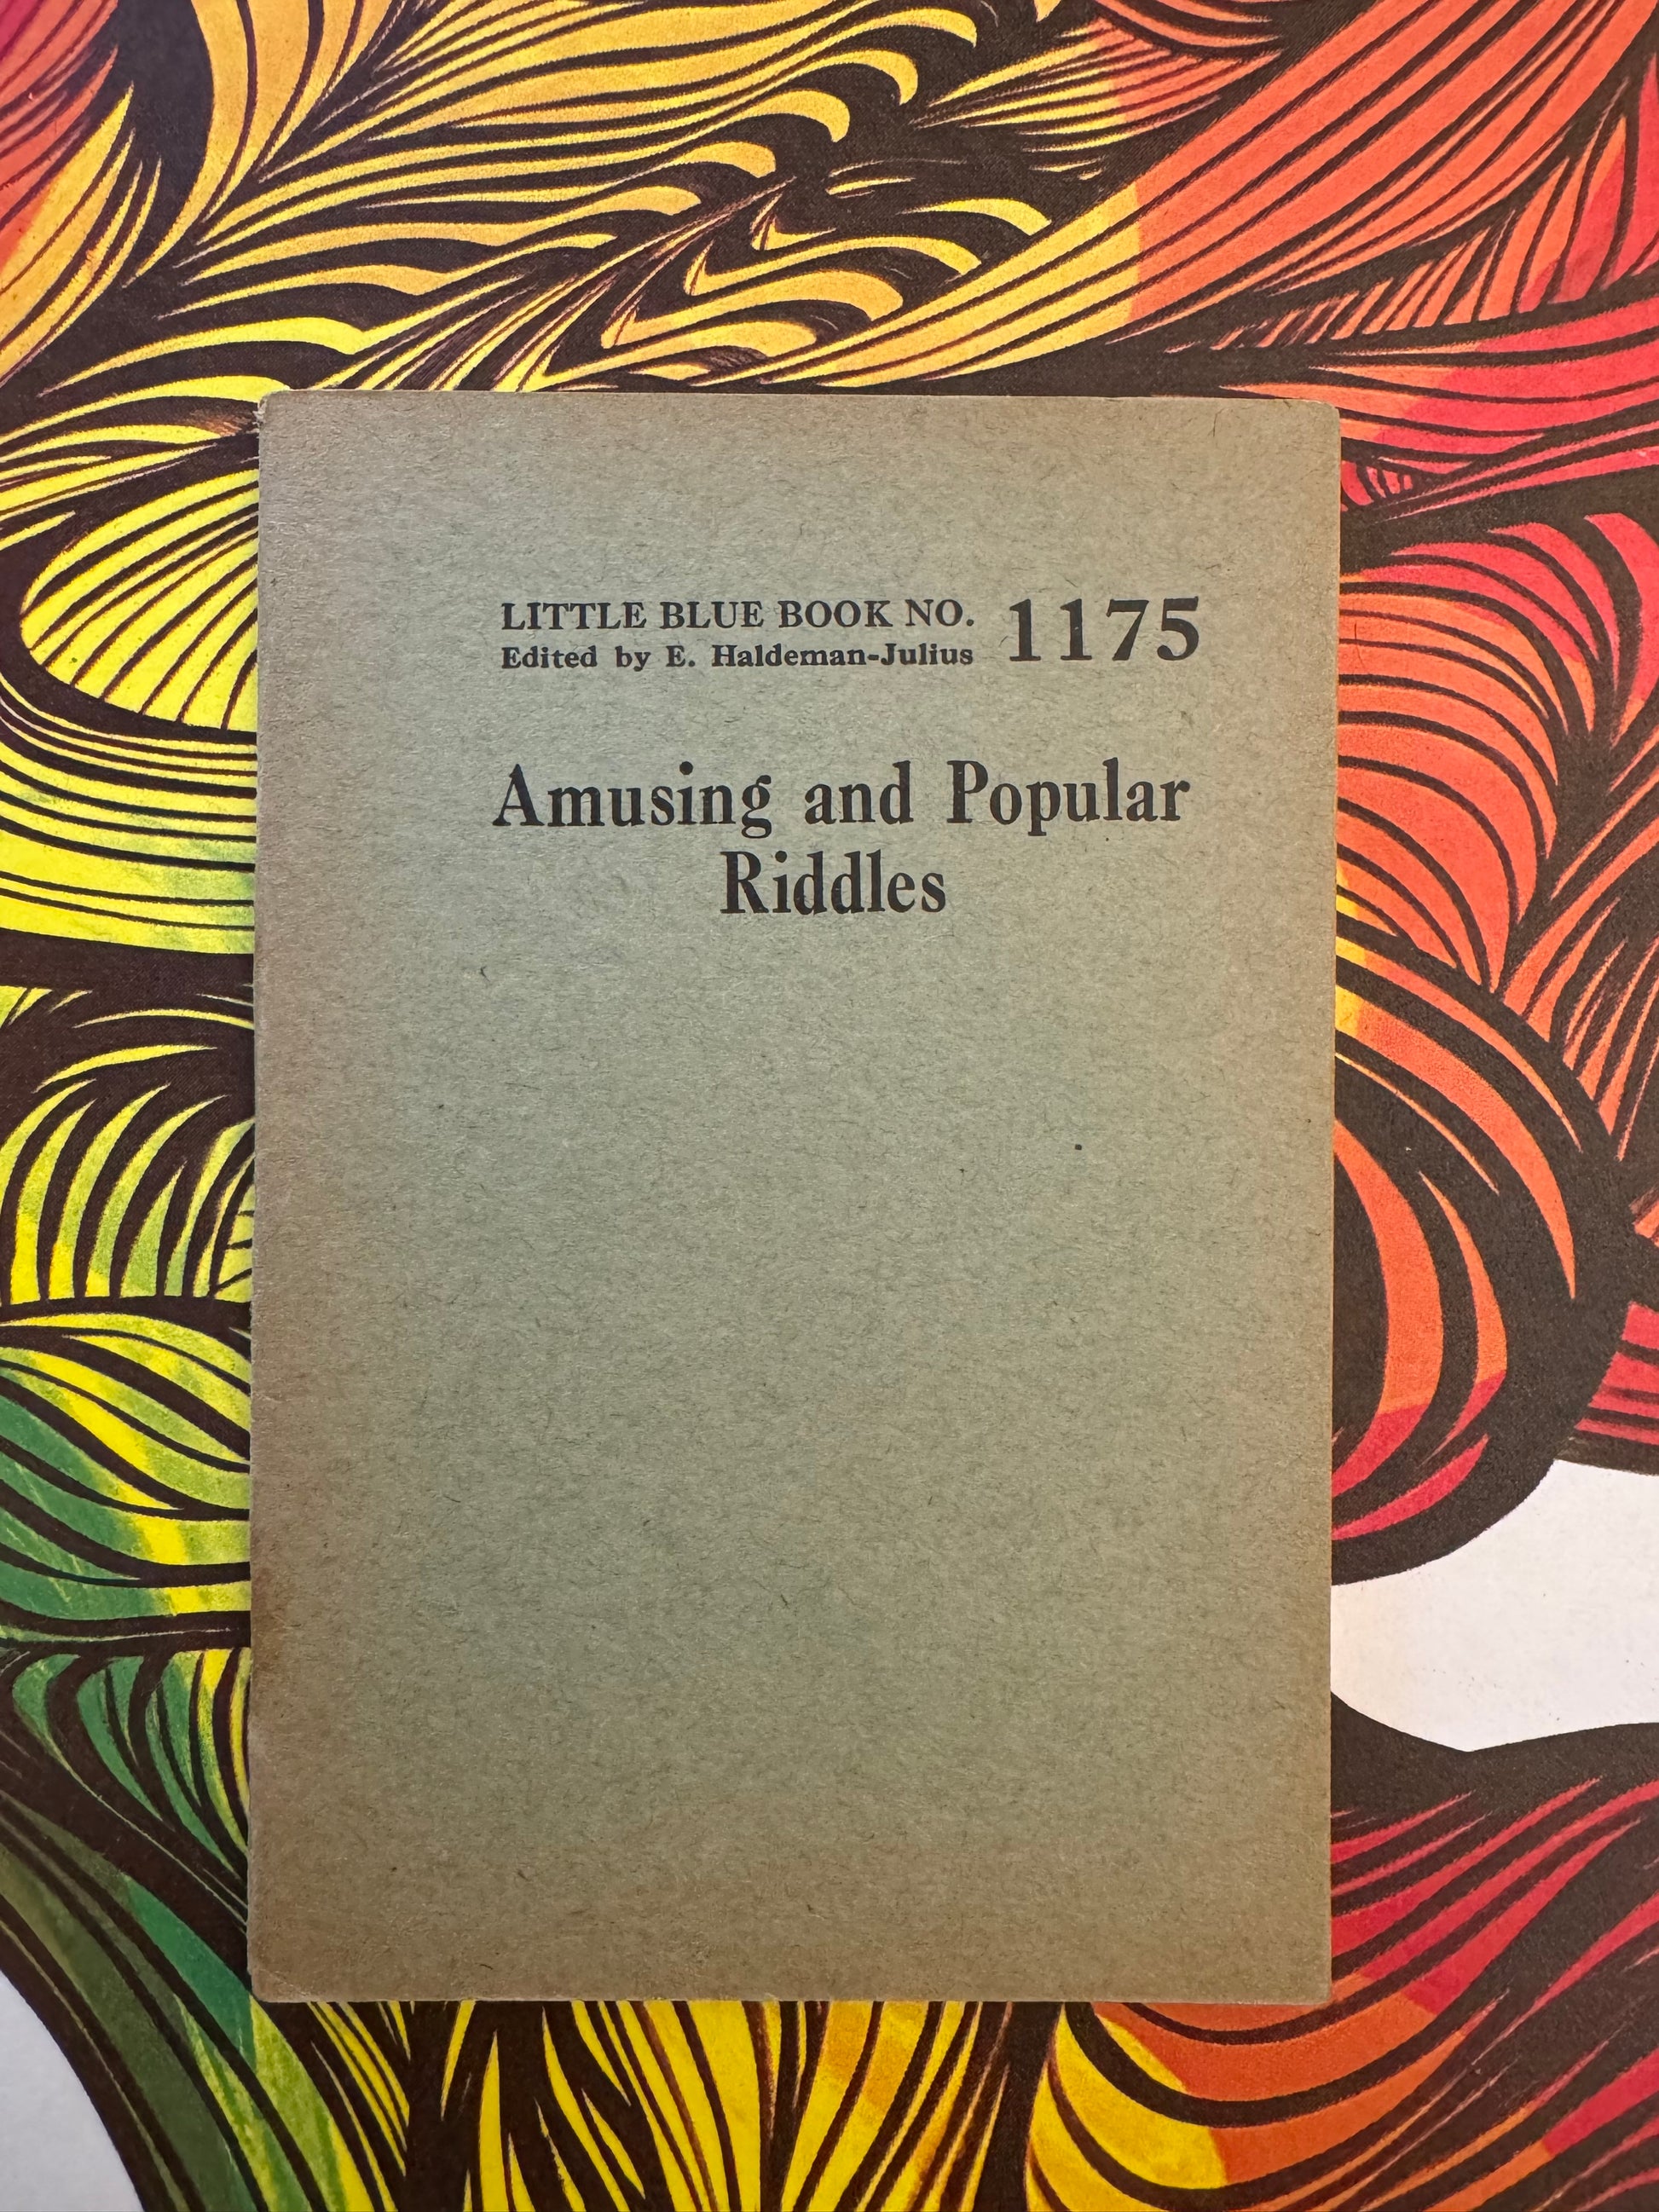 LITTLE BLUE BOOK NO. 1175
Edited by E. Haldeman-Julius
Amusing and Popular
Riddles